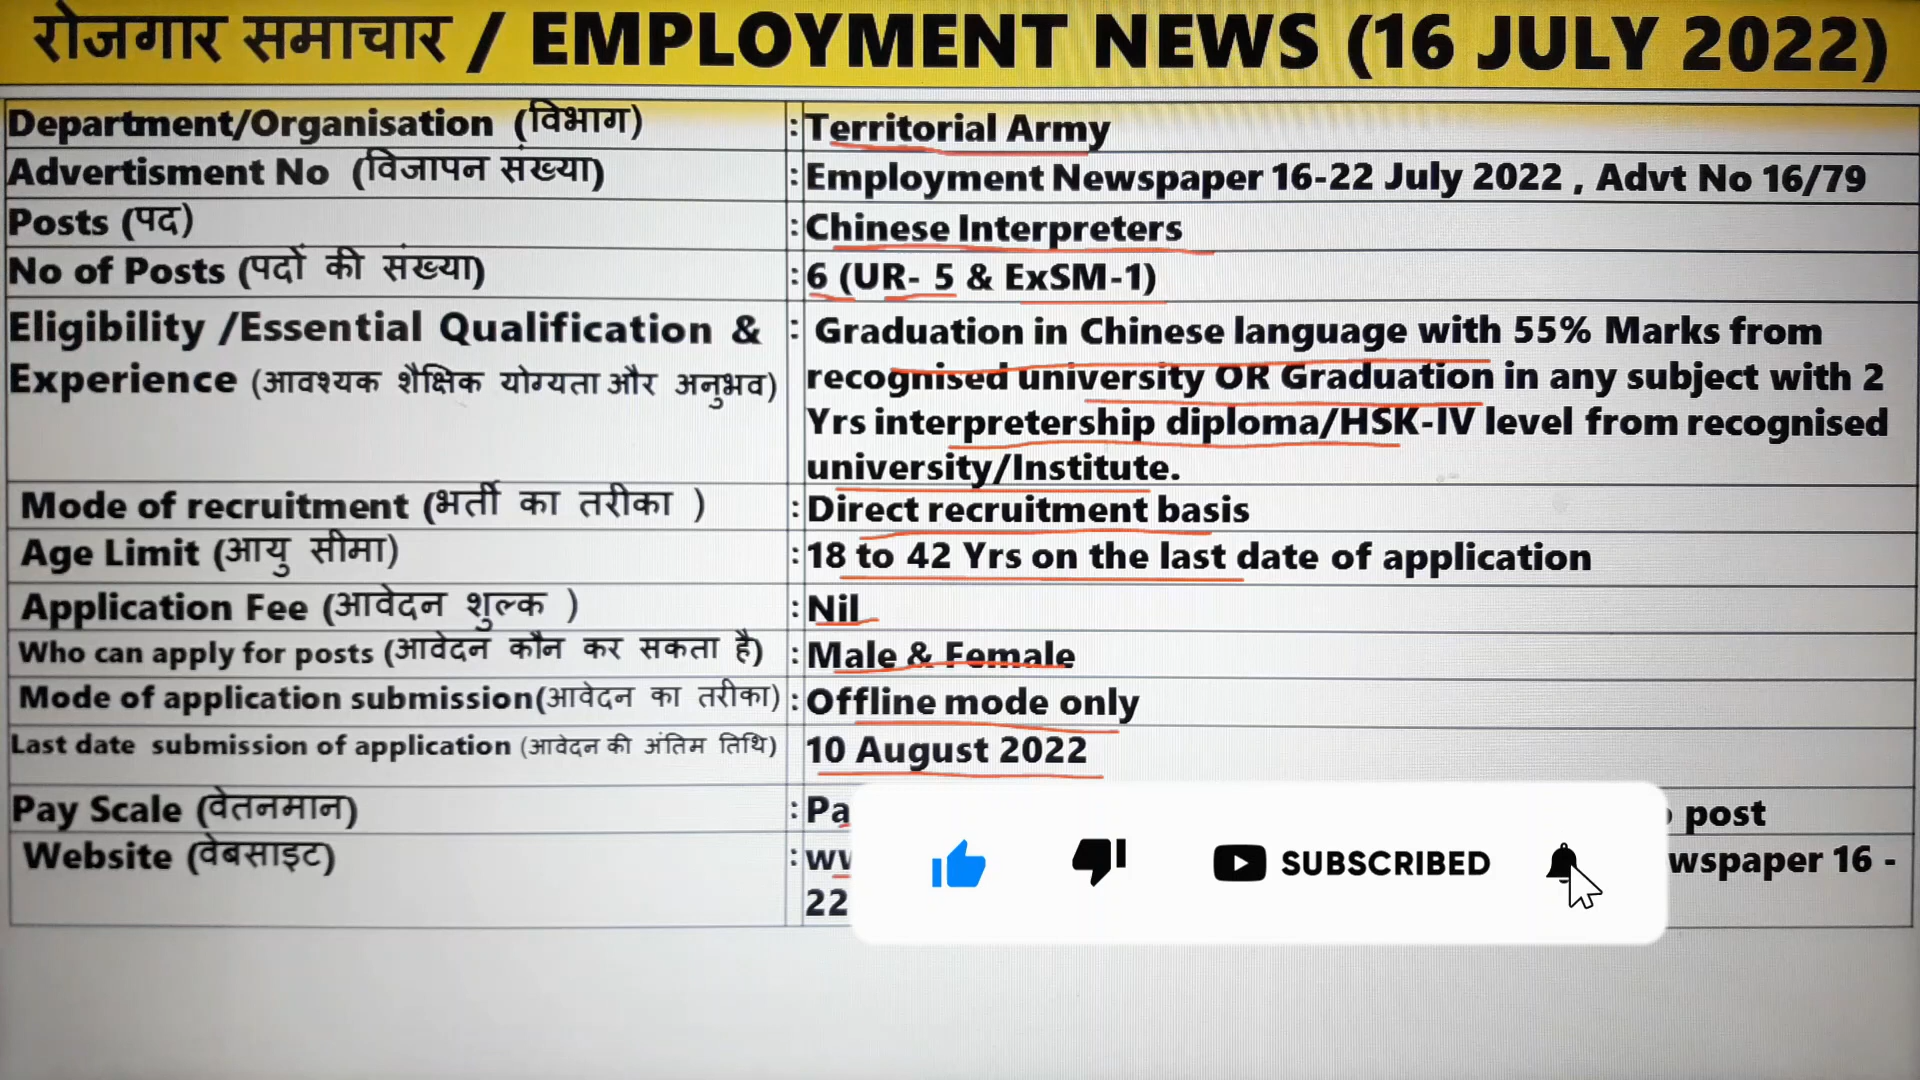 रोजगार समाचार / EMPLOYMENT NEWS (16 JULY 2022)
Department/Organisation (विभाग) : Territorial Army
Advertisment No (विजापन संख्या) : Employment Newspaper 16-22 July 2022 , Advt No 16/79
Posts (पद) : Chinese Interpreters
No of Posts (पदों की संख्या) : 6 (UR- 5 & ExSM-1)
Eligibility /Essential Qualification & : Graduation in Chinese language with 55% Marks from
Experience (आवश्यक शैक्षिक योग्यता और अनुभव) recognised university OR Graduation in any subject with 2
Yrs interpretership diploma/HSK-IV level from recognised
university/Institute.
Mode of recruitment (भर्ती का तरीका ) : Direct recruitment basis
Age Limit (आयु सीमा) : 18 to 42 Yrs on the last date of application
Application Fee (आवेदन शुल्क ) : Nil
Who can apply for posts (आवेदन कौन कर सकता है) : Male & Female
Mode of application submission(आवेदन का तरीका) : Offline mode only
Last date submission of application (आवेदन की अंतिम तिथि) 10 August 2022
Pay Scale (वेतनमान) : post
Website (वेबसाइट) : 16 -
22
SUBSCRIBED